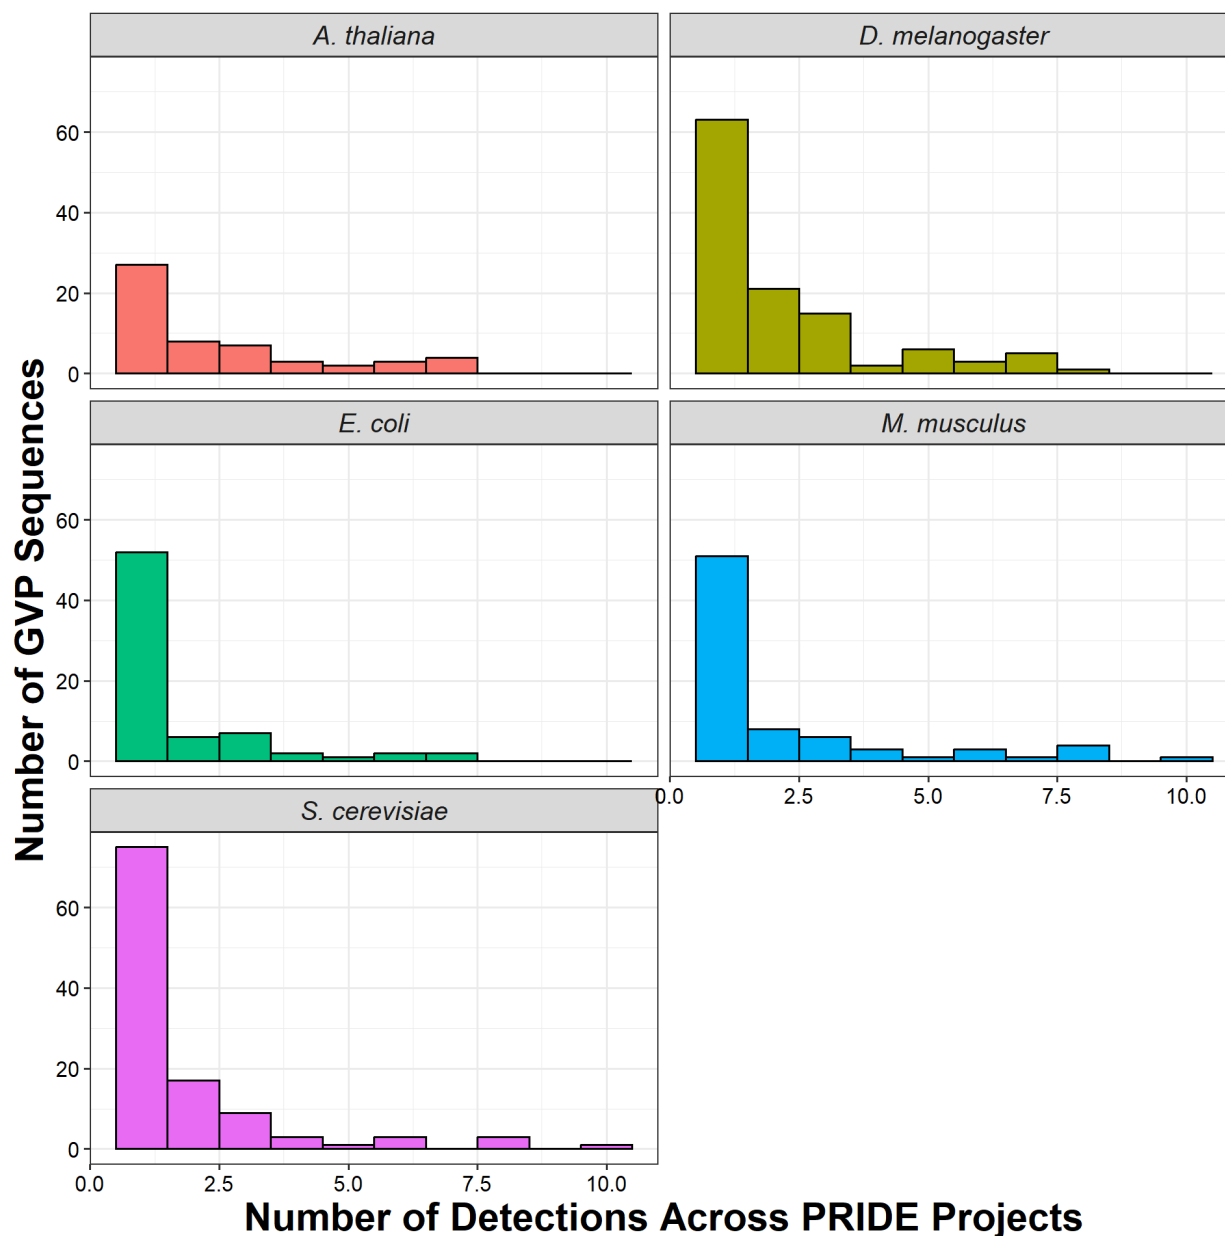 A. thaliana
D. melanogaster
60
40
20
0
E. coli
M. musculus
60
40
20
0
0.0 2.5 5.0 7.5 10.0
S. cerevisiae
60
40
20
0
0.0 2.5 5.0 7.5 10.0
Number of GVP Sequences
Number of Detections Across PRIDE Projects